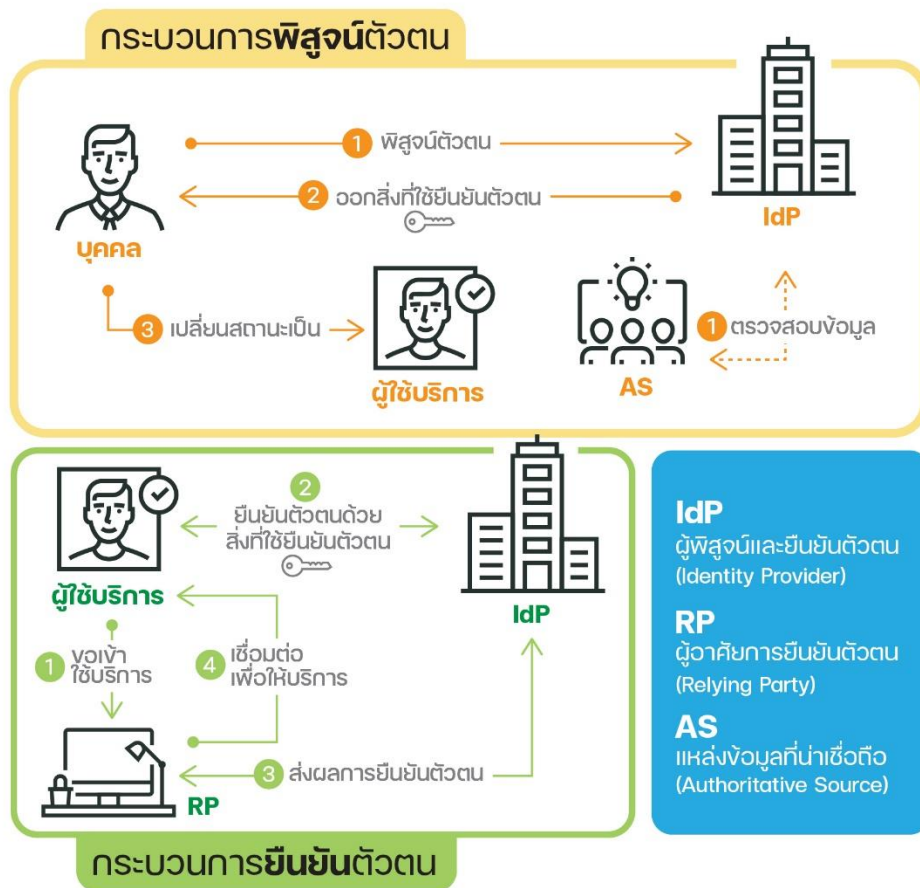 กระบวนการพิสูจน์ตัวตน
1 พิสูจน์ตัวตน
2 ออกสิ่งที่ใช้ยืนยันตัวตน
IdP
บุคคล
3 เปลี่ยนสถานะเป็น
1 ตรวจสอบข้อมูล
ผู้ใช้บริการ
AS
2
ยืนยันตัวตนด้วย
สิ่งที่ใช้ยืนยันตัวตน
ผู้ใช้บริการ
IdP
1 ขอเข้า
ใช้บริการ
4 เชื่อมต่อ
เพื่อให้บริการ
3 ส่งผลการยืนยันตัวตน
RP
กระบวนการยืนยันตัวตน
IdP
ผู้พิสูจน์และยืนยันตัวตน
(Identity Provider)
RP
ผู้อาศัยการยืนยันตัวตน
(Relying Party)
AS
แหล่งข้อมูลที่น่าเชื่อถือ
(Authoritative Source)